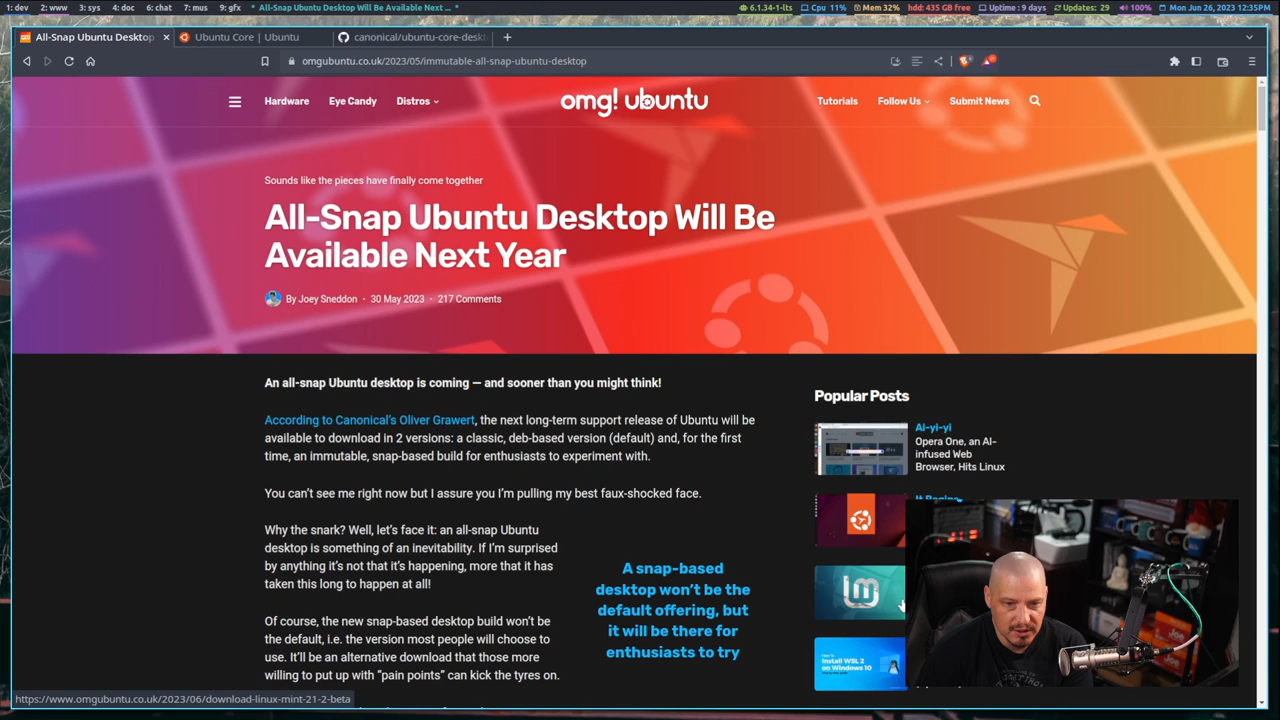 1: dev 2: www 3: sys 4: doc 6: chat 7: mus 9: gfx * All-Snap Ubuntu Desktop Will Be Available Next ... *
6.1.34-1-lts Cpu 11% Mem 32% hdd: 435 GB free Uptime : 9 days Updates: 29 100% Mon Jun 26, 2023 12:35PM
All-Snap Ubuntu Desktop
Ubuntu Core | Ubuntu
canonical/ubuntu-core-desk
omgubuntu.co.uk/2023/05/immutable-all-snap-ubuntu-desktop
Hardware Eye Candy Distros
omg! ubuntu
Tutorials Follow Us Submit News
Sounds like the pieces have finally come together
All-Snap Ubuntu Desktop Will Be
Available Next Year
By Joey Sneddon · 30 May 2023 · 217 Comments
An all-snap Ubuntu desktop is coming — and sooner than you might think!
According to Canonical's Oliver Grawert, the next long-term support release of Ubuntu will be
available to download in 2 versions: a classic, deb-based version (default) and, for the first
time, an immutable, snap-based build for enthusiasts to experiment with.
You can't see me right now but I assure you I'm pulling my best faux-shocked face.
Why the snark? Well, let's face it: an all-snap Ubuntu
desktop is something of an inevitability. If I'm surprised
by anything it's not that it's happening, more that it has
taken this long to happen at all!
Of course, the new snap-based desktop build won't be
the default, i.e. the version most people will choose to
use. It'll be an alternative download that those more
willing to put up with "pain points" can kick the tyres on.
A snap-based
desktop won't be the
default offering, but
it will be there for
enthusiasts to try
Popular Posts
AI-yi-yi
Opera One, an AI-
infused Web
Browser, Hits Linux
Install WSL 2
on Windows 10
https://www.omgubuntu.co.uk/2023/06/download-linux-mint-21-2-beta